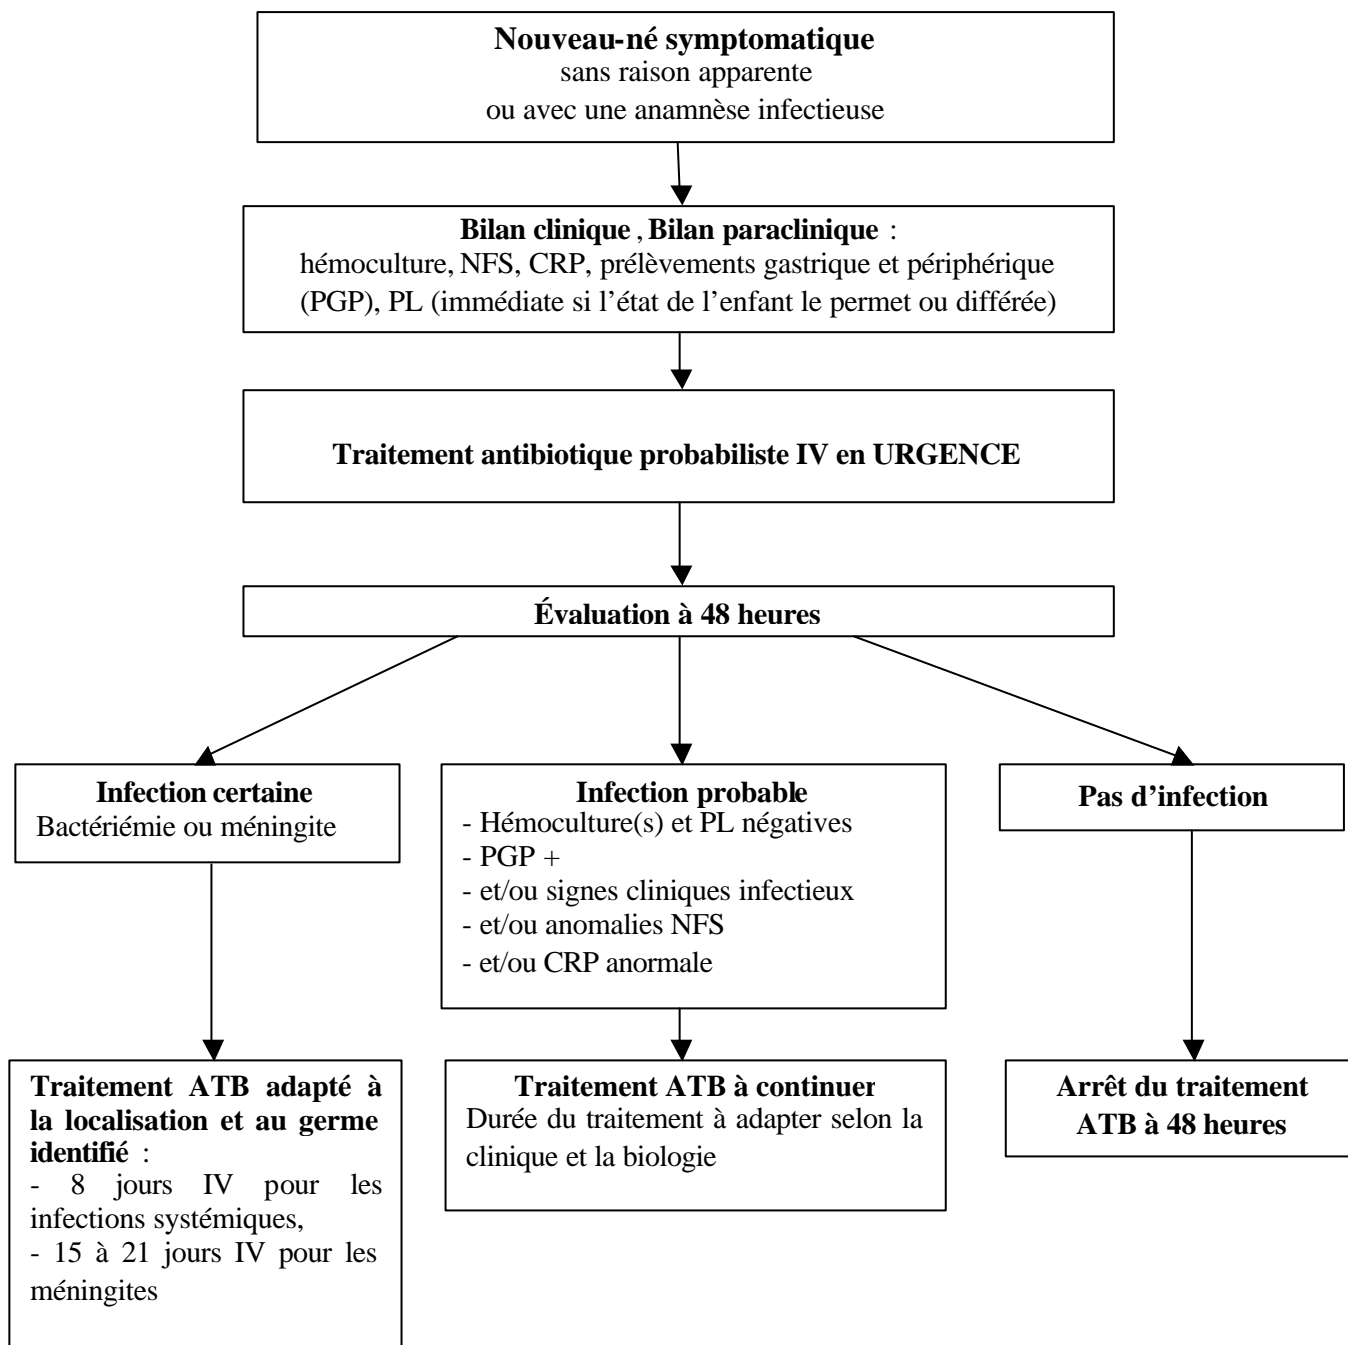 Nouveau-né symptomatique
sans raison apparente
ou avec une anamnèse infectieuse
Bilan clinique , Bilan paraclinique :
hémoculture, NFS, CRP, prélèvements gastrique et périphérique
(PGP), PL (immédiate si l’état de l’enfant le permet ou différée)
Traitement antibiotique probabiliste IV en URGENCE
Évaluation à 48 heures
Infection certaine
Bactériémie ou méningite
Infection probable
- Hémoculture(s) et PL négatives
- PGP +
- et/ou signes cliniques infectieux
- et/ou anomalies NFS
- et/ou CRP anormale
Pas d’infection
Traitement ATB adapté à
la localisation et au germe
identifié :
- 8 jours IV pour les
infections systémiques,
- 15 à 21 jours IV pour les
méningites
Traitement ATB à continuer
Durée du traitement à adapter selon la
clinique et la biologie
Arrêt du traitement
ATB à 48 heures